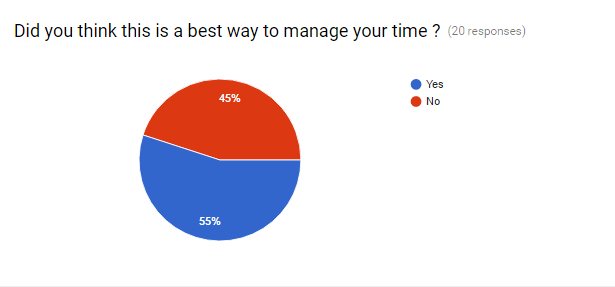 Did you think this is a best way to manage your time ? (20 responses)
Yes
No
45%
55%